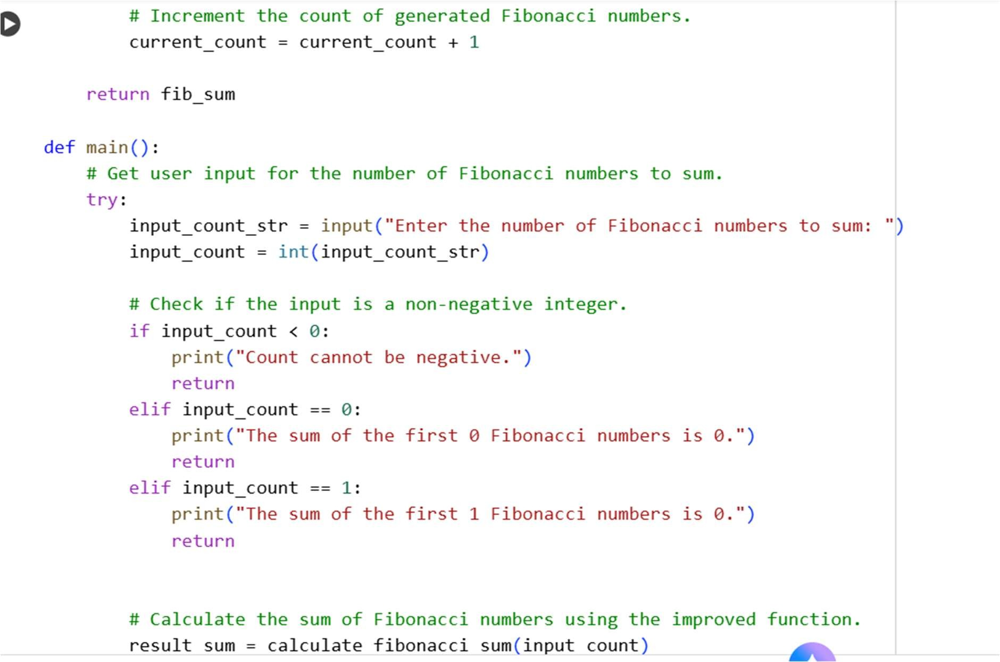 # Increment the count of generated Fibonacci numbers.
current_count = current_count + 1
return fib_sum
def main():
# Get user input for the number of Fibonacci numbers to sum.
try:
input_count_str = input("Enter the number of Fibonacci numbers to sum: ")
input_count = int(input_count_str)
# Check if the input is a non-negative integer.
if input_count < 0:
print("Count cannot be negative.")
return
elif input_count == 0:
print("The sum of the first 0 Fibonacci numbers is 0.")
return
elif input_count == 1:
print("The sum of the first 1 Fibonacci numbers is 0.")
return
# Calculate the sum of Fibonacci numbers using the improved function.
result_sum = calculate_fibonacci_sum(input_count)